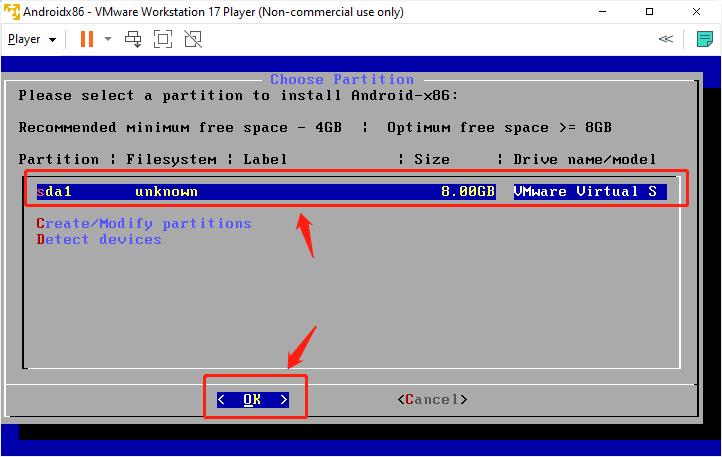 Androidx86 - VMware Workstation 17 Player (Non-commercial use only)
Player
Choose Partition
Please select a partition to install Android-x86:
Recommended minimum free space - 4GB ¦ Optimum free space >= 8GB
Partition ¦ Filesystem ¦ Label ¦ Size ¦ Drive name/model
sda1 unknown 8.00GB VMware Virtual S
Create/Modify partitions
Detect devices
< OK > <Cancel>